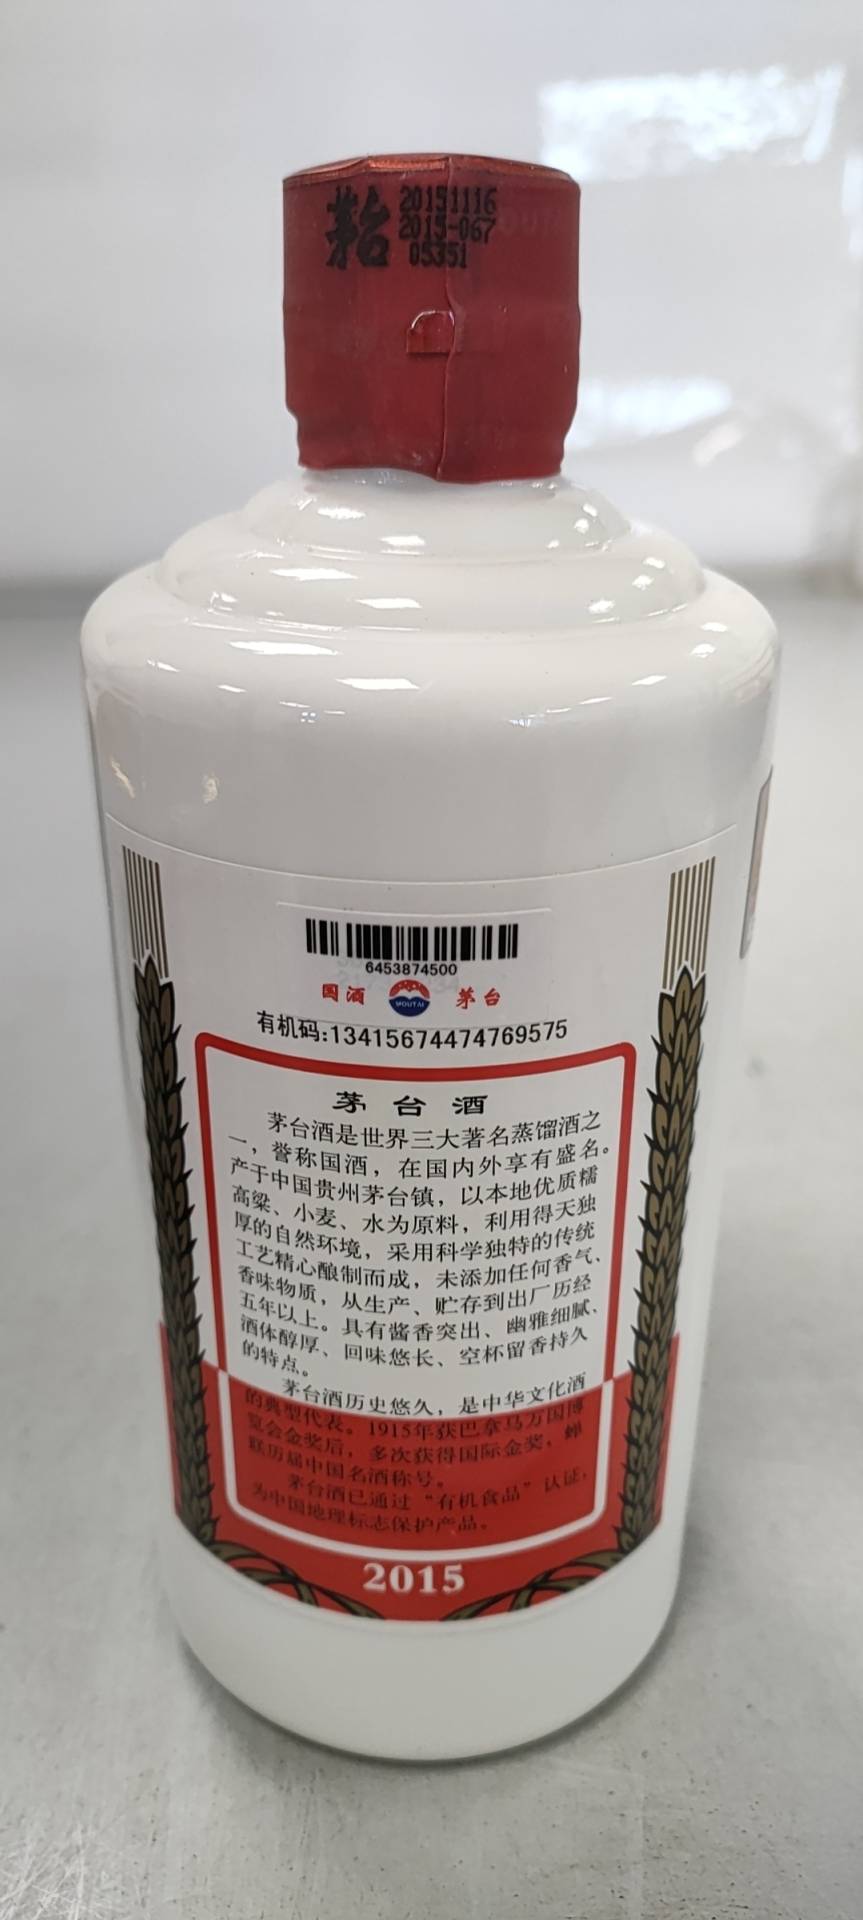 茅台
20151116
2015-067
05351
6453874500
国酒 MOUTAI 茅台
有机码:13415674474769575
茅台酒
茅台酒是世界三大著名蒸馏酒之
一，誉称国酒，在国内外享有盛名。
产于中国贵州茅台镇，以本地优质糯
高粱、小麦、水为原料，利用得天独
厚的自然环境，采用科学独特的传统
工艺精心酿制而成，未添加任何香气、
香味物质，从生产、贮存到出厂历经
五年以上。具有酱香突出、幽雅细腻、
酒体醇厚、回味悠长、空杯留香持久
的特点。
茅台酒历史悠久，是中华文化酒
的典型代表。1915年获巴拿马万国博
览会金奖后，多次获得国际金奖，蝉
联历届中国名酒称号。
茅台酒已通过“有机食品”认证，
为中国地理标志保护产品。
2015